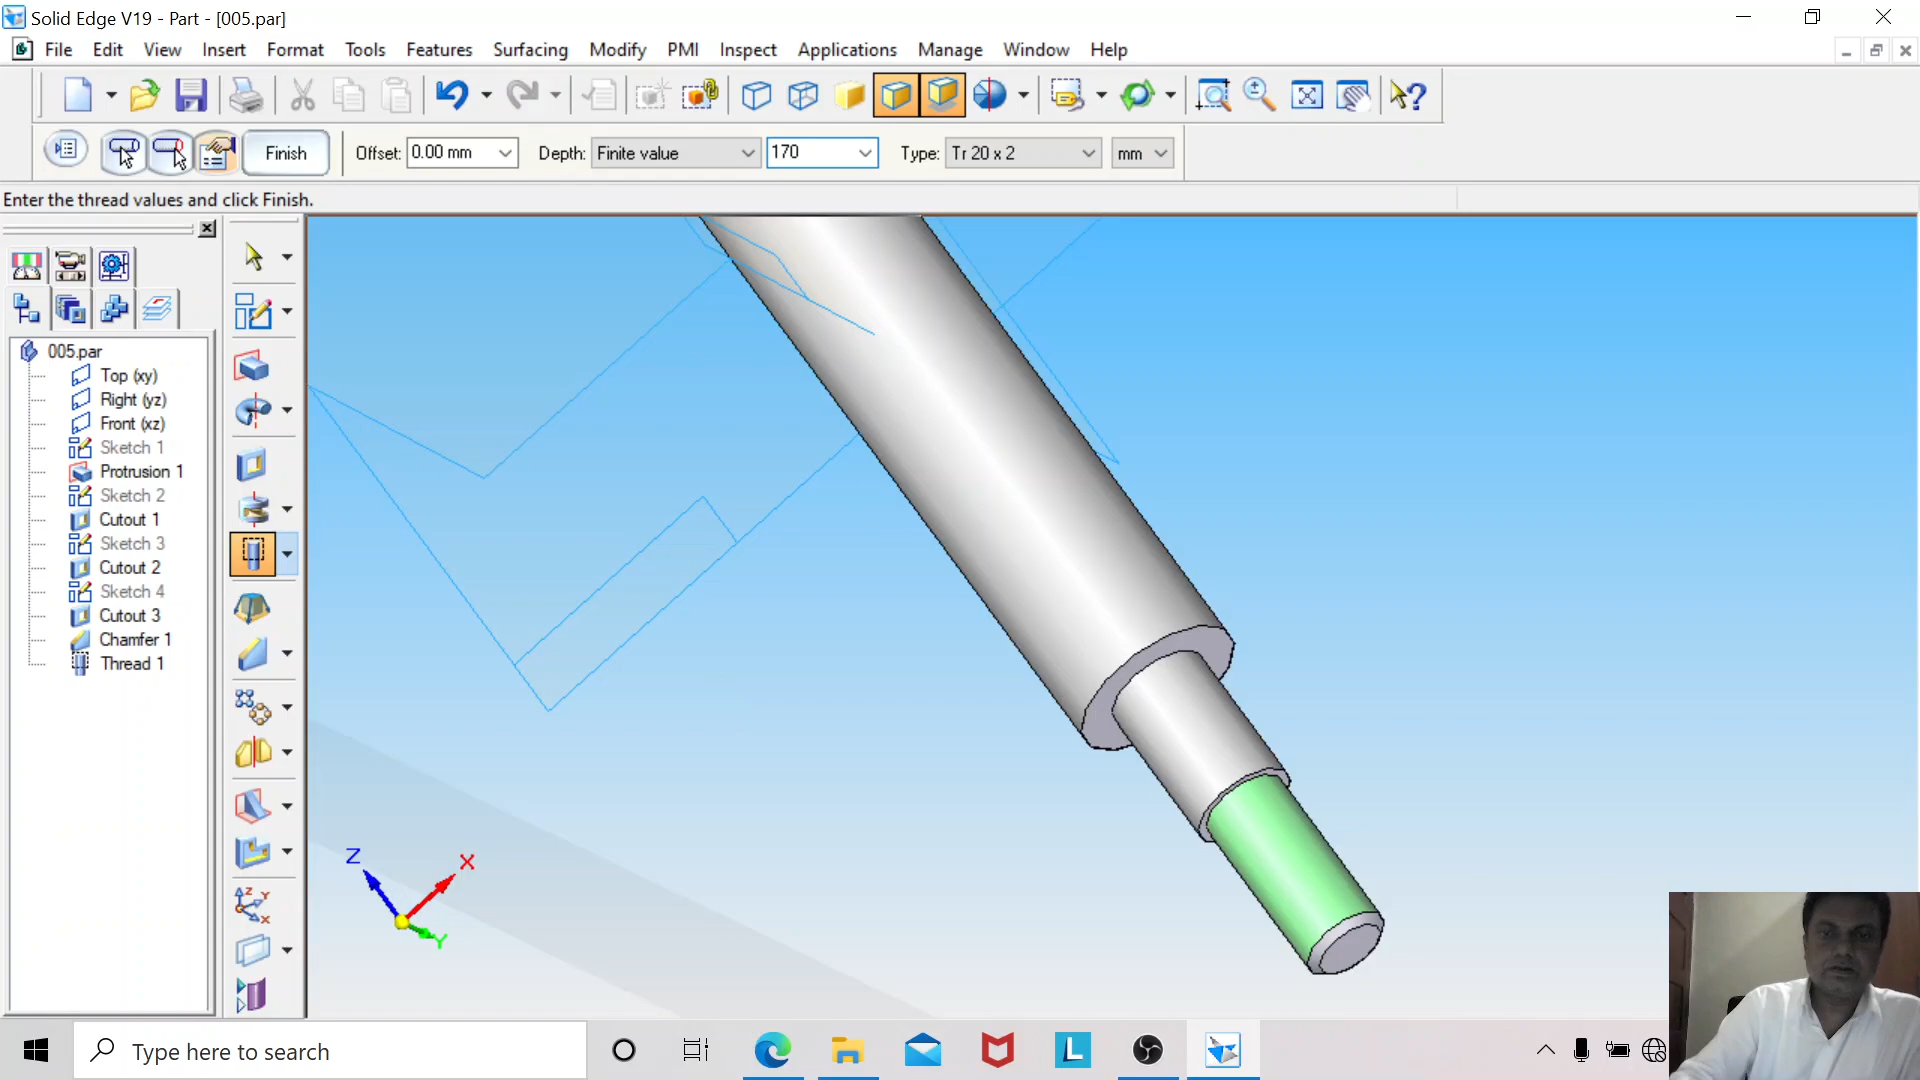 Solid Edge V19 - Part - [005.par]
File Edit View Insert Format Tools Features Surfacing Modify PMI Inspect Applications Manage Window Help
Finish Offset: 0.00 mm Depth: Finite value 170 Type: Tr 20 x 2 mm
Enter the thread values and click Finish.
005.par
Top (xy)
Right (yz)
Front (xz)
Sketch 1
Protrusion 1
Sketch 2
Cutout 1
Sketch 3
Cutout 2
Sketch 4
Cutout 3
Chamfer 1
Thread 1
Z X
Y
Type here to search
L